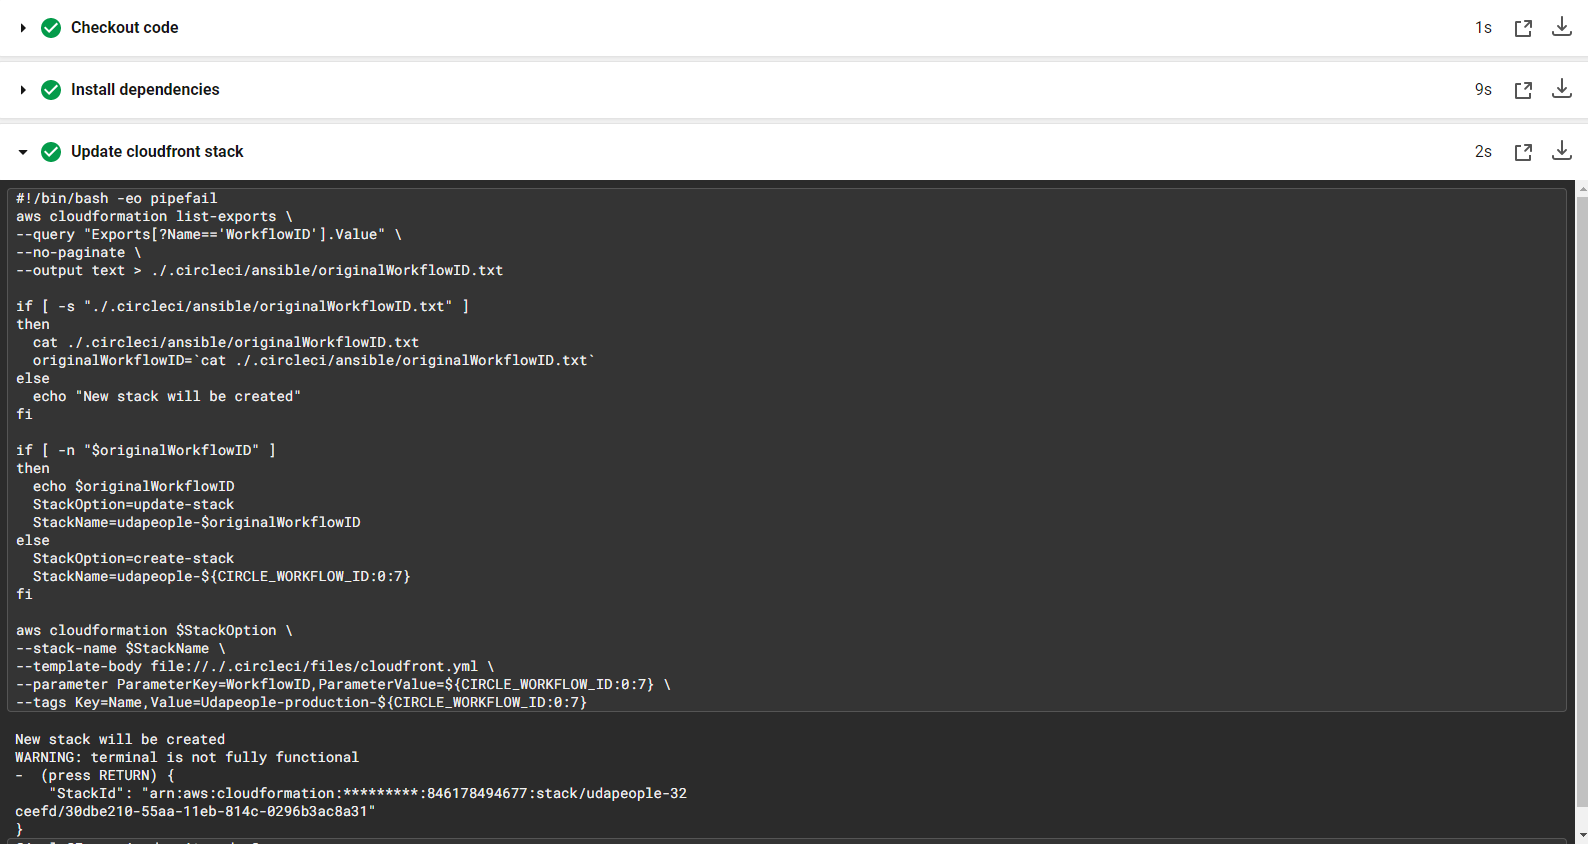 Checkout code 1s
Install dependencies 9s
Update cloudfront stack 2s
#!/bin/bash -eo pipefail
aws cloudformation list-exports \
--query "Exports[?Name=='WorkflowID'].Value" \
--no-paginate \
--output text > ./.circleci/ansible/originalWorkflowID.txt
if [ -s "./.circleci/ansible/originalWorkflowID.txt" ]
then
cat ./.circleci/ansible/originalWorkflowID.txt
originalWorkflowID=`cat ./.circleci/ansible/originalWorkflowID.txt`
else
echo "New stack will be created"
fi
if [ -n "$originalWorkflowID" ]
then
echo $originalWorkflowID
StackOption=update-stack
StackName=udapeople-$originalWorkflowID
else
StackOption=create-stack
StackName=udapeople-${CIRCLE_WORKFLOW_ID:0:7}
fi
aws cloudformation $StackOption \
--stack-name $StackName \
--template-body file://./.circleci/files/cloudfront.yml \
--parameter ParameterKey=WorkflowID,ParameterValue=${CIRCLE_WORKFLOW_ID:0:7} \
--tags Key=Name,Value=Udapeople-production-${CIRCLE_WORKFLOW_ID:0:7}
New stack will be created
WARNING: terminal is not fully functional
-  (press RETURN) {
"StackId": "arn:aws:cloudformation:*********:846178494677:stack/udapeople-32
ceefd/30dbe210-55aa-11eb-814c-0296b3ac8a31"
}